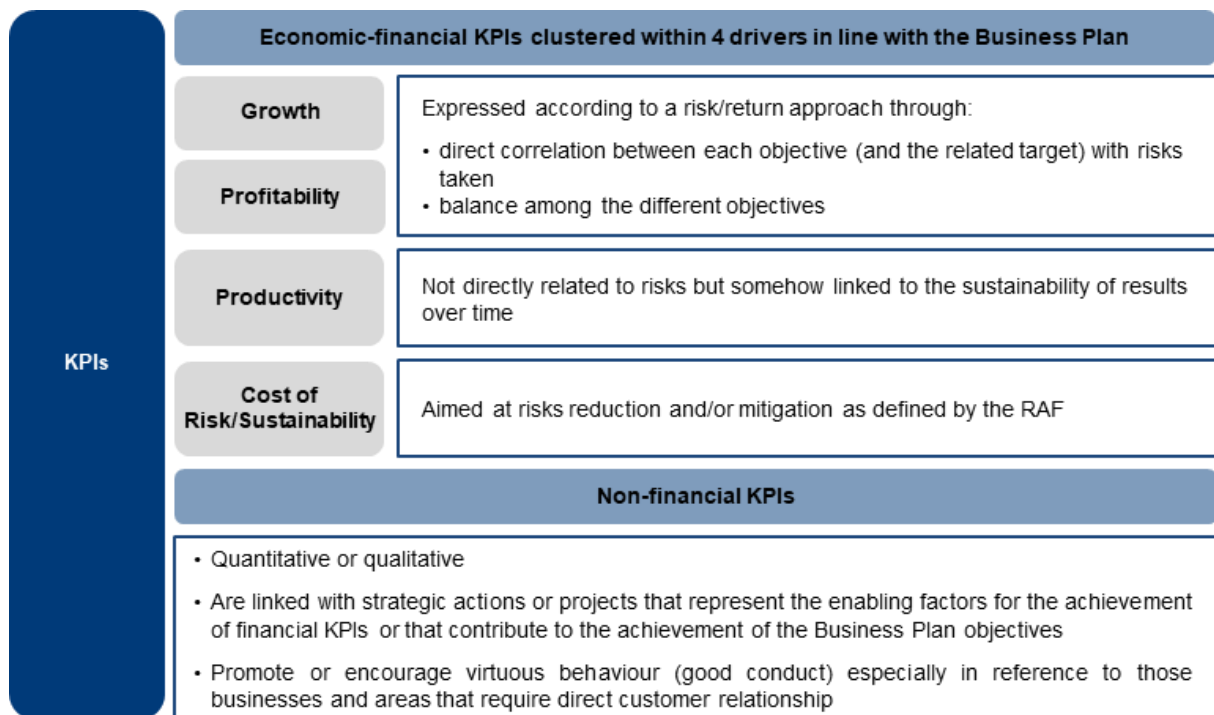 KPIs
Economic-financial KPIs clustered within 4 drivers in line with the Business Plan
Growth
Profitability
Expressed according to a risk/return approach through:
• direct correlation between each objective (and the related target) with risks
taken
• balance among the different objectives
Productivity
Not directly related to risks but somehow linked to the sustainability of results
over time
Cost of
Risk/Sustainability
Aimed at risks reduction and/or mitigation as defined by the RAF
Non-financial KPIs
• Quantitative or qualitative
• Are linked with strategic actions or projects that represent the enabling factors for the achievement
of financial KPIs or that contribute to the achievement of the Business Plan objectives
• Promote or encourage virtuous behaviour (good conduct) especially in reference to those
businesses and areas that require direct customer relationship